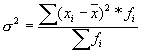 σ² = ∑(xᵢ − x̅)² * fᵢ / ∑fᵢ